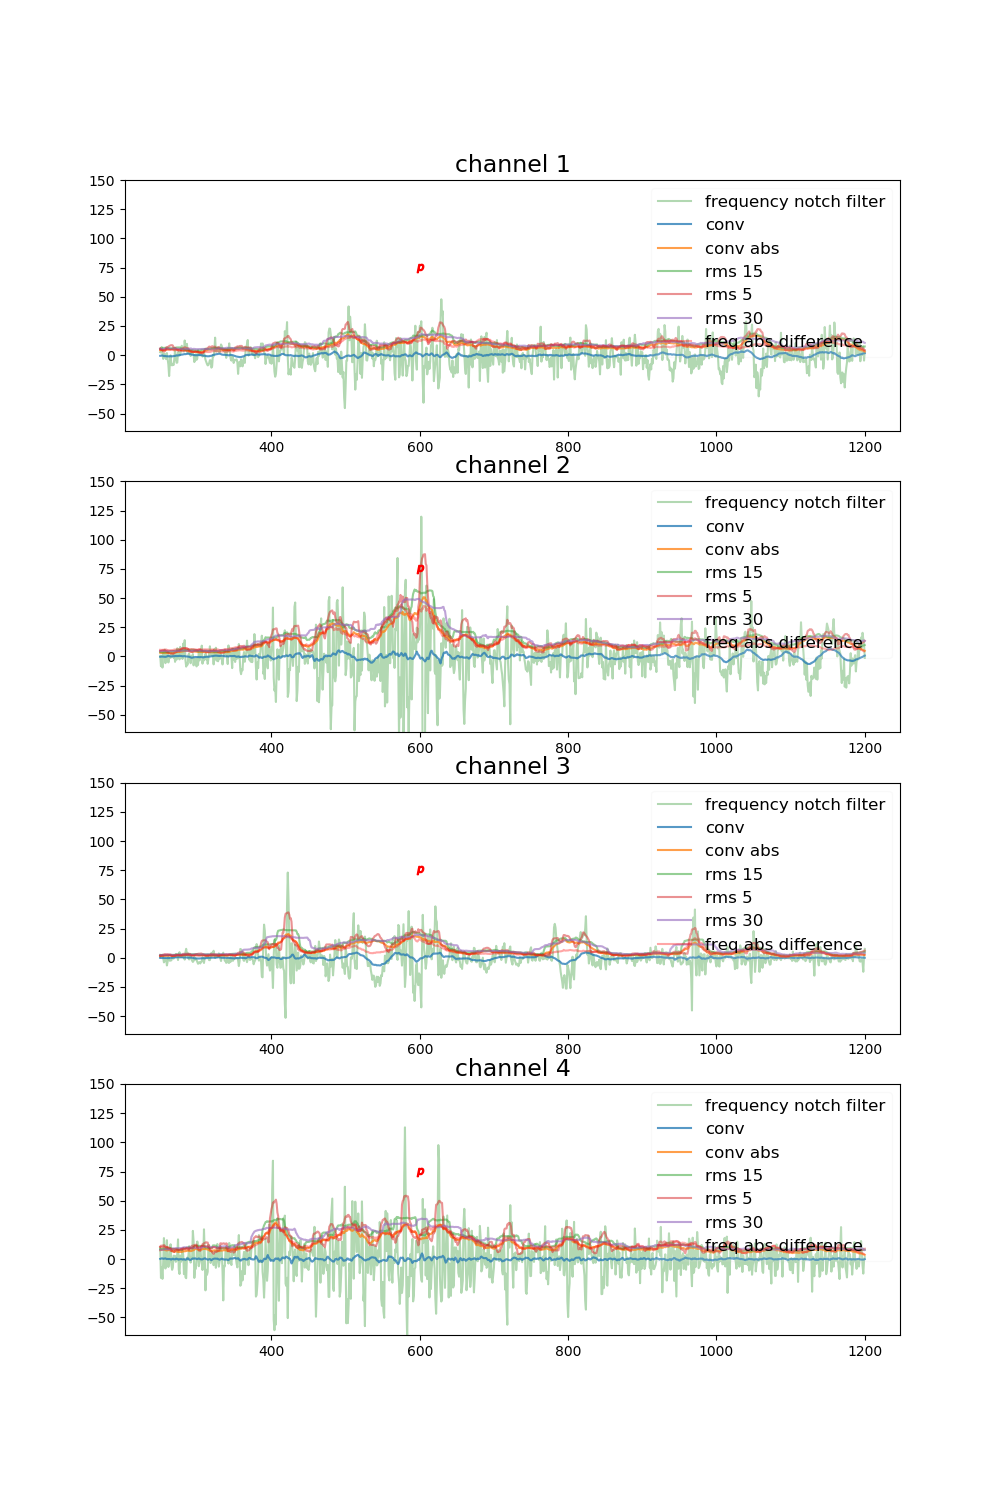 channel 1
150
125
100
75
50
25
0
−25
−50
p
frequency notch filter
conv
conv abs
rms 15
rms 5
rms 30
freq abs difference
400 600 800 1000 1200
channel 2
150
125
100
75
50
25
0
−25
−50
p
frequency notch filter
conv
conv abs
rms 15
rms 5
rms 30
freq abs difference
400 600 800 1000 1200
channel 3
150
125
100
75
50
25
0
−25
−50
p
frequency notch filter
conv
conv abs
rms 15
rms 5
rms 30
freq abs difference
400 600 800 1000 1200
channel 4
150
125
100
75
50
25
0
−25
−50
p
frequency notch filter
conv
conv abs
rms 15
rms 5
rms 30
freq abs difference
400 600 800 1000 1200